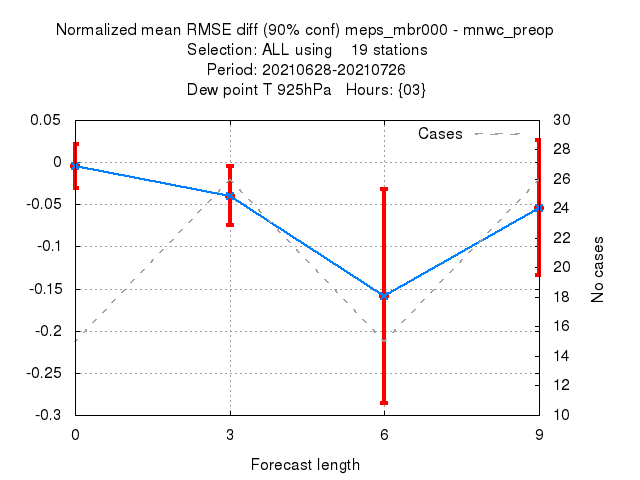 Normalized mean RMSE diff (90% conf) meps_mbr000 - mnwc_preop
Selection: ALL using    19 stations
Period: 20210628-20210726
Dew point T 925hPa   Hours: {03}
Cases
0.05
0
-0.05
-0.1
-0.15
-0.2
-0.25
-0.3
30
28
26
24
22
20
18
16
14
12
10
No cases
0 3 6 9
Forecast length